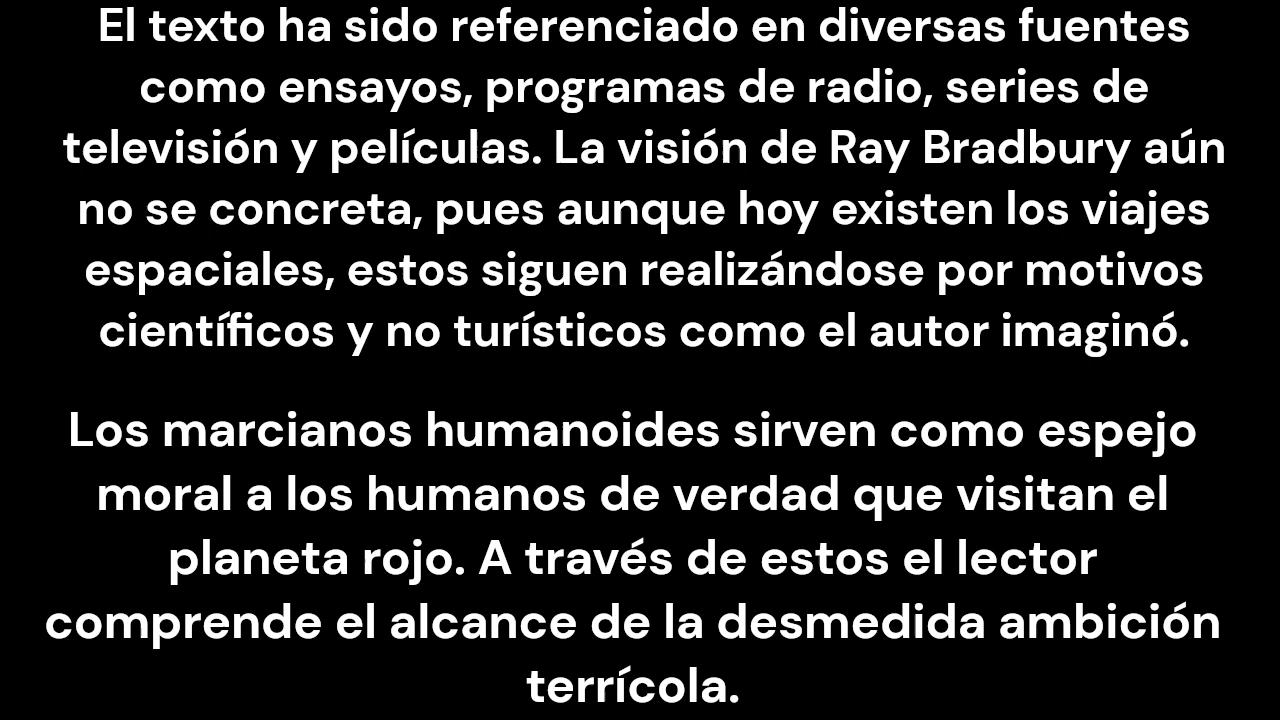 El texto ha sido referenciado en diversas fuentes
como ensayos, programas de radio, series de
televisión y películas. La visión de Ray Bradbury aún
no se concreta, pues aunque hoy existen los viajes
espaciales, estos siguen realizándose por motivos
científicos y no turísticos como el autor imaginó.
Los marcianos humanoides sirven como espejo
moral a los humanos de verdad que visitan el
planeta rojo. A través de estos el lector
comprende el alcance de la desmedida ambición
terrícola.